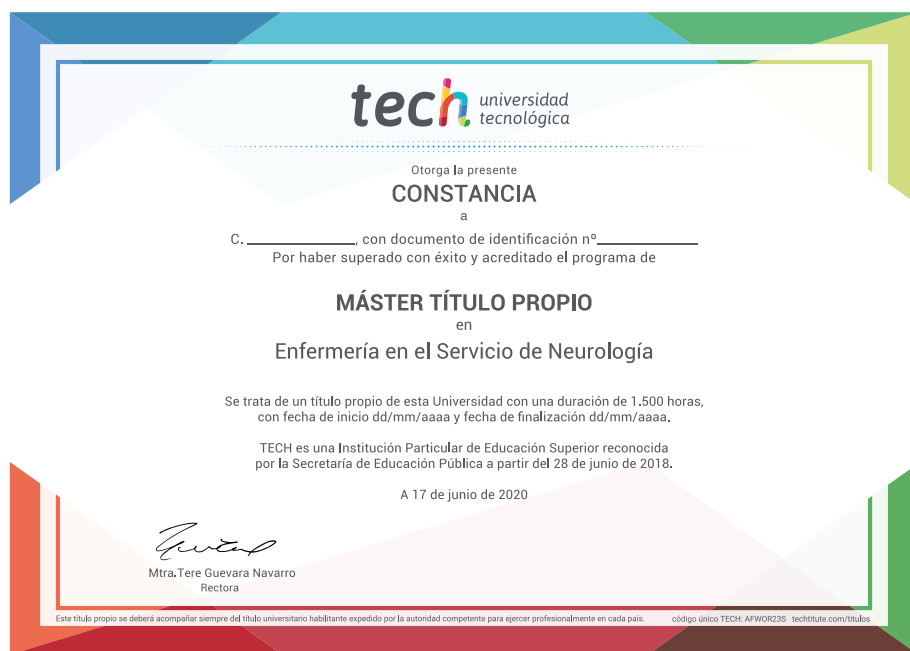 tech universidad
tecnológica
Otorga la presente
CONSTANCIA
a
C. ____________, con documento de identificación nº____________
Por haber superado con éxito y acreditado el programa de
MÁSTER TÍTULO PROPIO
en
Enfermería en el Servicio de Neurología
Se trata de un título propio de esta Universidad con una duración de 1.500 horas,
con fecha de inicio dd/mm/aaaa y fecha de finalización dd/mm/aaaa.
TECH es una Institución Particular de Educación Superior reconocida
por la Secretaría de Educación Pública a partir del 28 de junio de 2018.
A 17 de junio de 2020
Mtra.Tere Guevara Navarro
Rectora
Este título propio se deberá acompañar siempre del título universitario habilitante expedido por la autoridad competente para ejercer profesionalmente en cada país. código único TECH: AFWOR23S techtitute.com/titulos